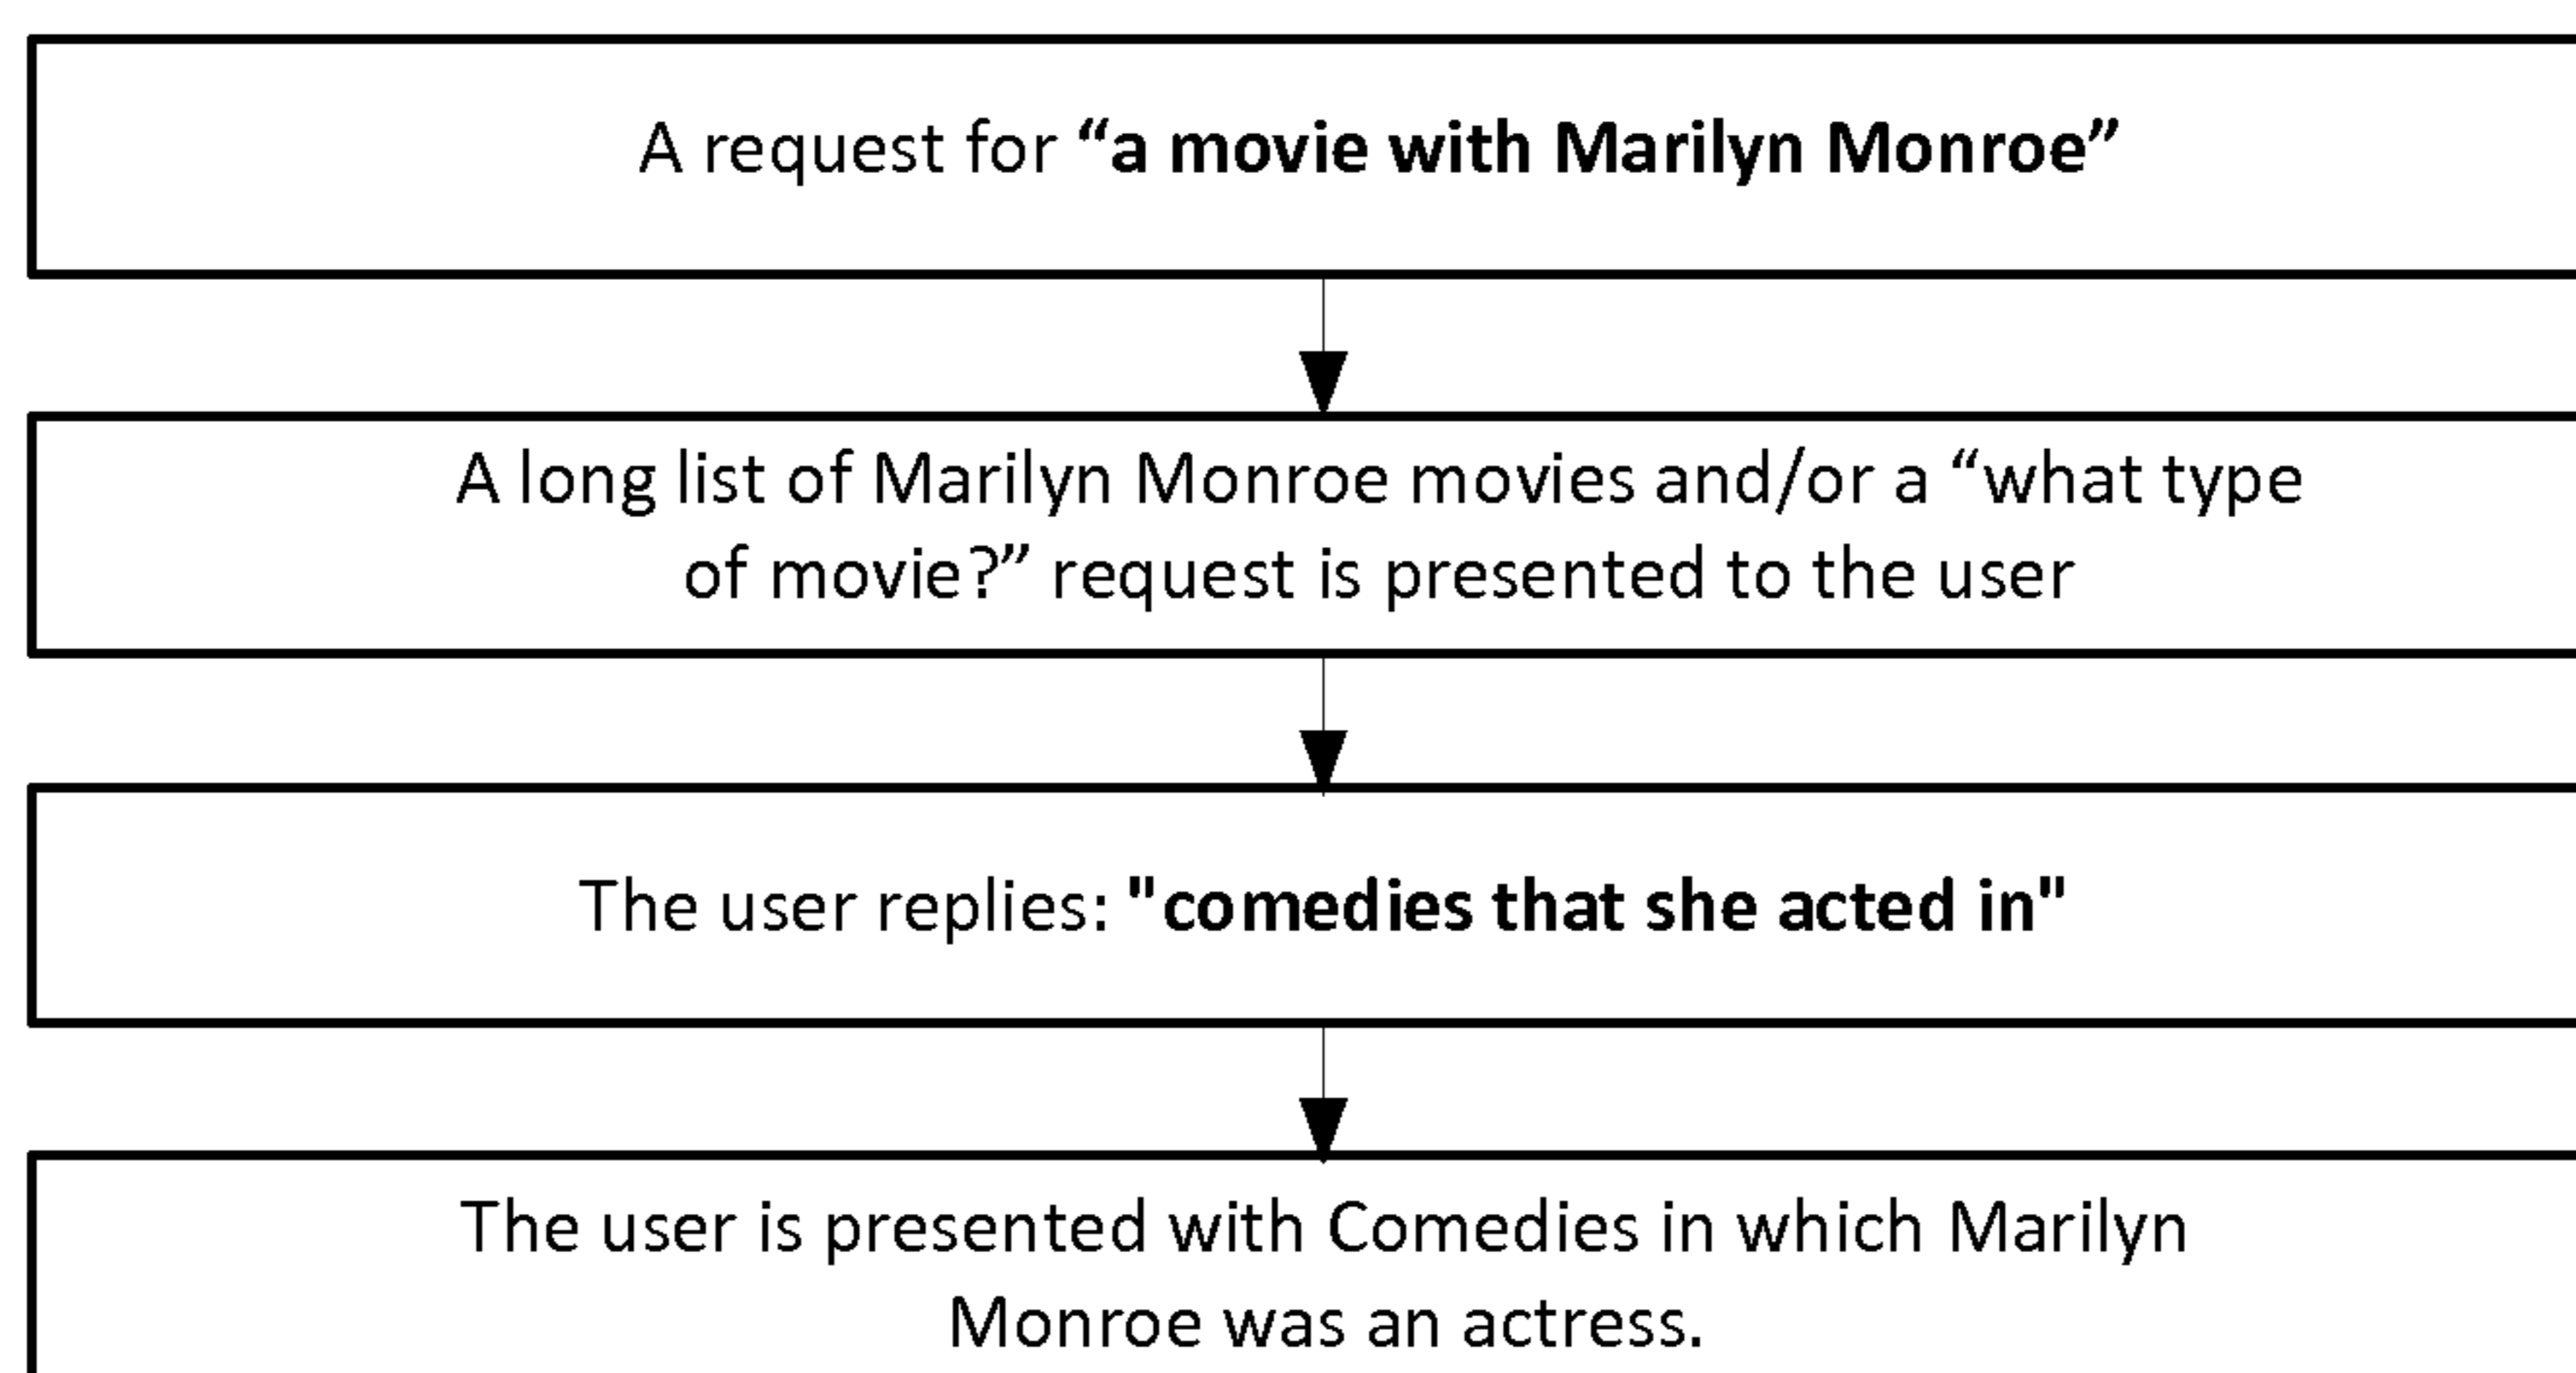 A request for “a movie with Marilyn Monroe”
A long list of Marilyn Monroe movies and/or a “what type
of movie?” request is presented to the user
The user replies: "comedies that she acted in"
The user is presented with Comedies in which Marilyn
Monroe was an actress.